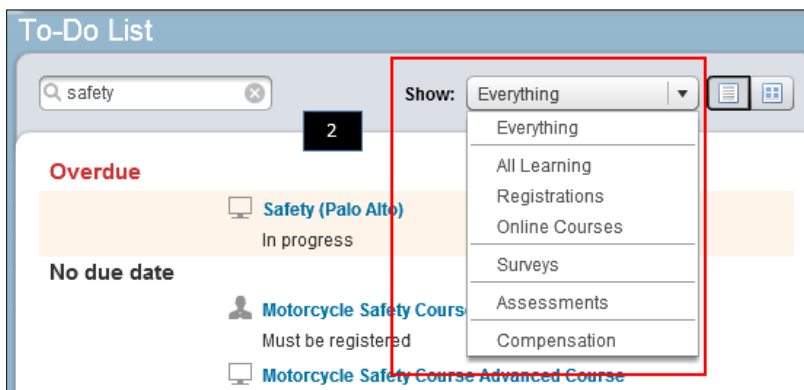 To-Do List
safety
Show: Everything
2
Everything
All Learning
Registrations
Online Courses
Surveys
Assessments
Compensation
Overdue
Safety (Palo Alto)
In progress
No due date
Motorcycle Safety Cours
Must be registered
Motorcycle Safety Course Advanced Course